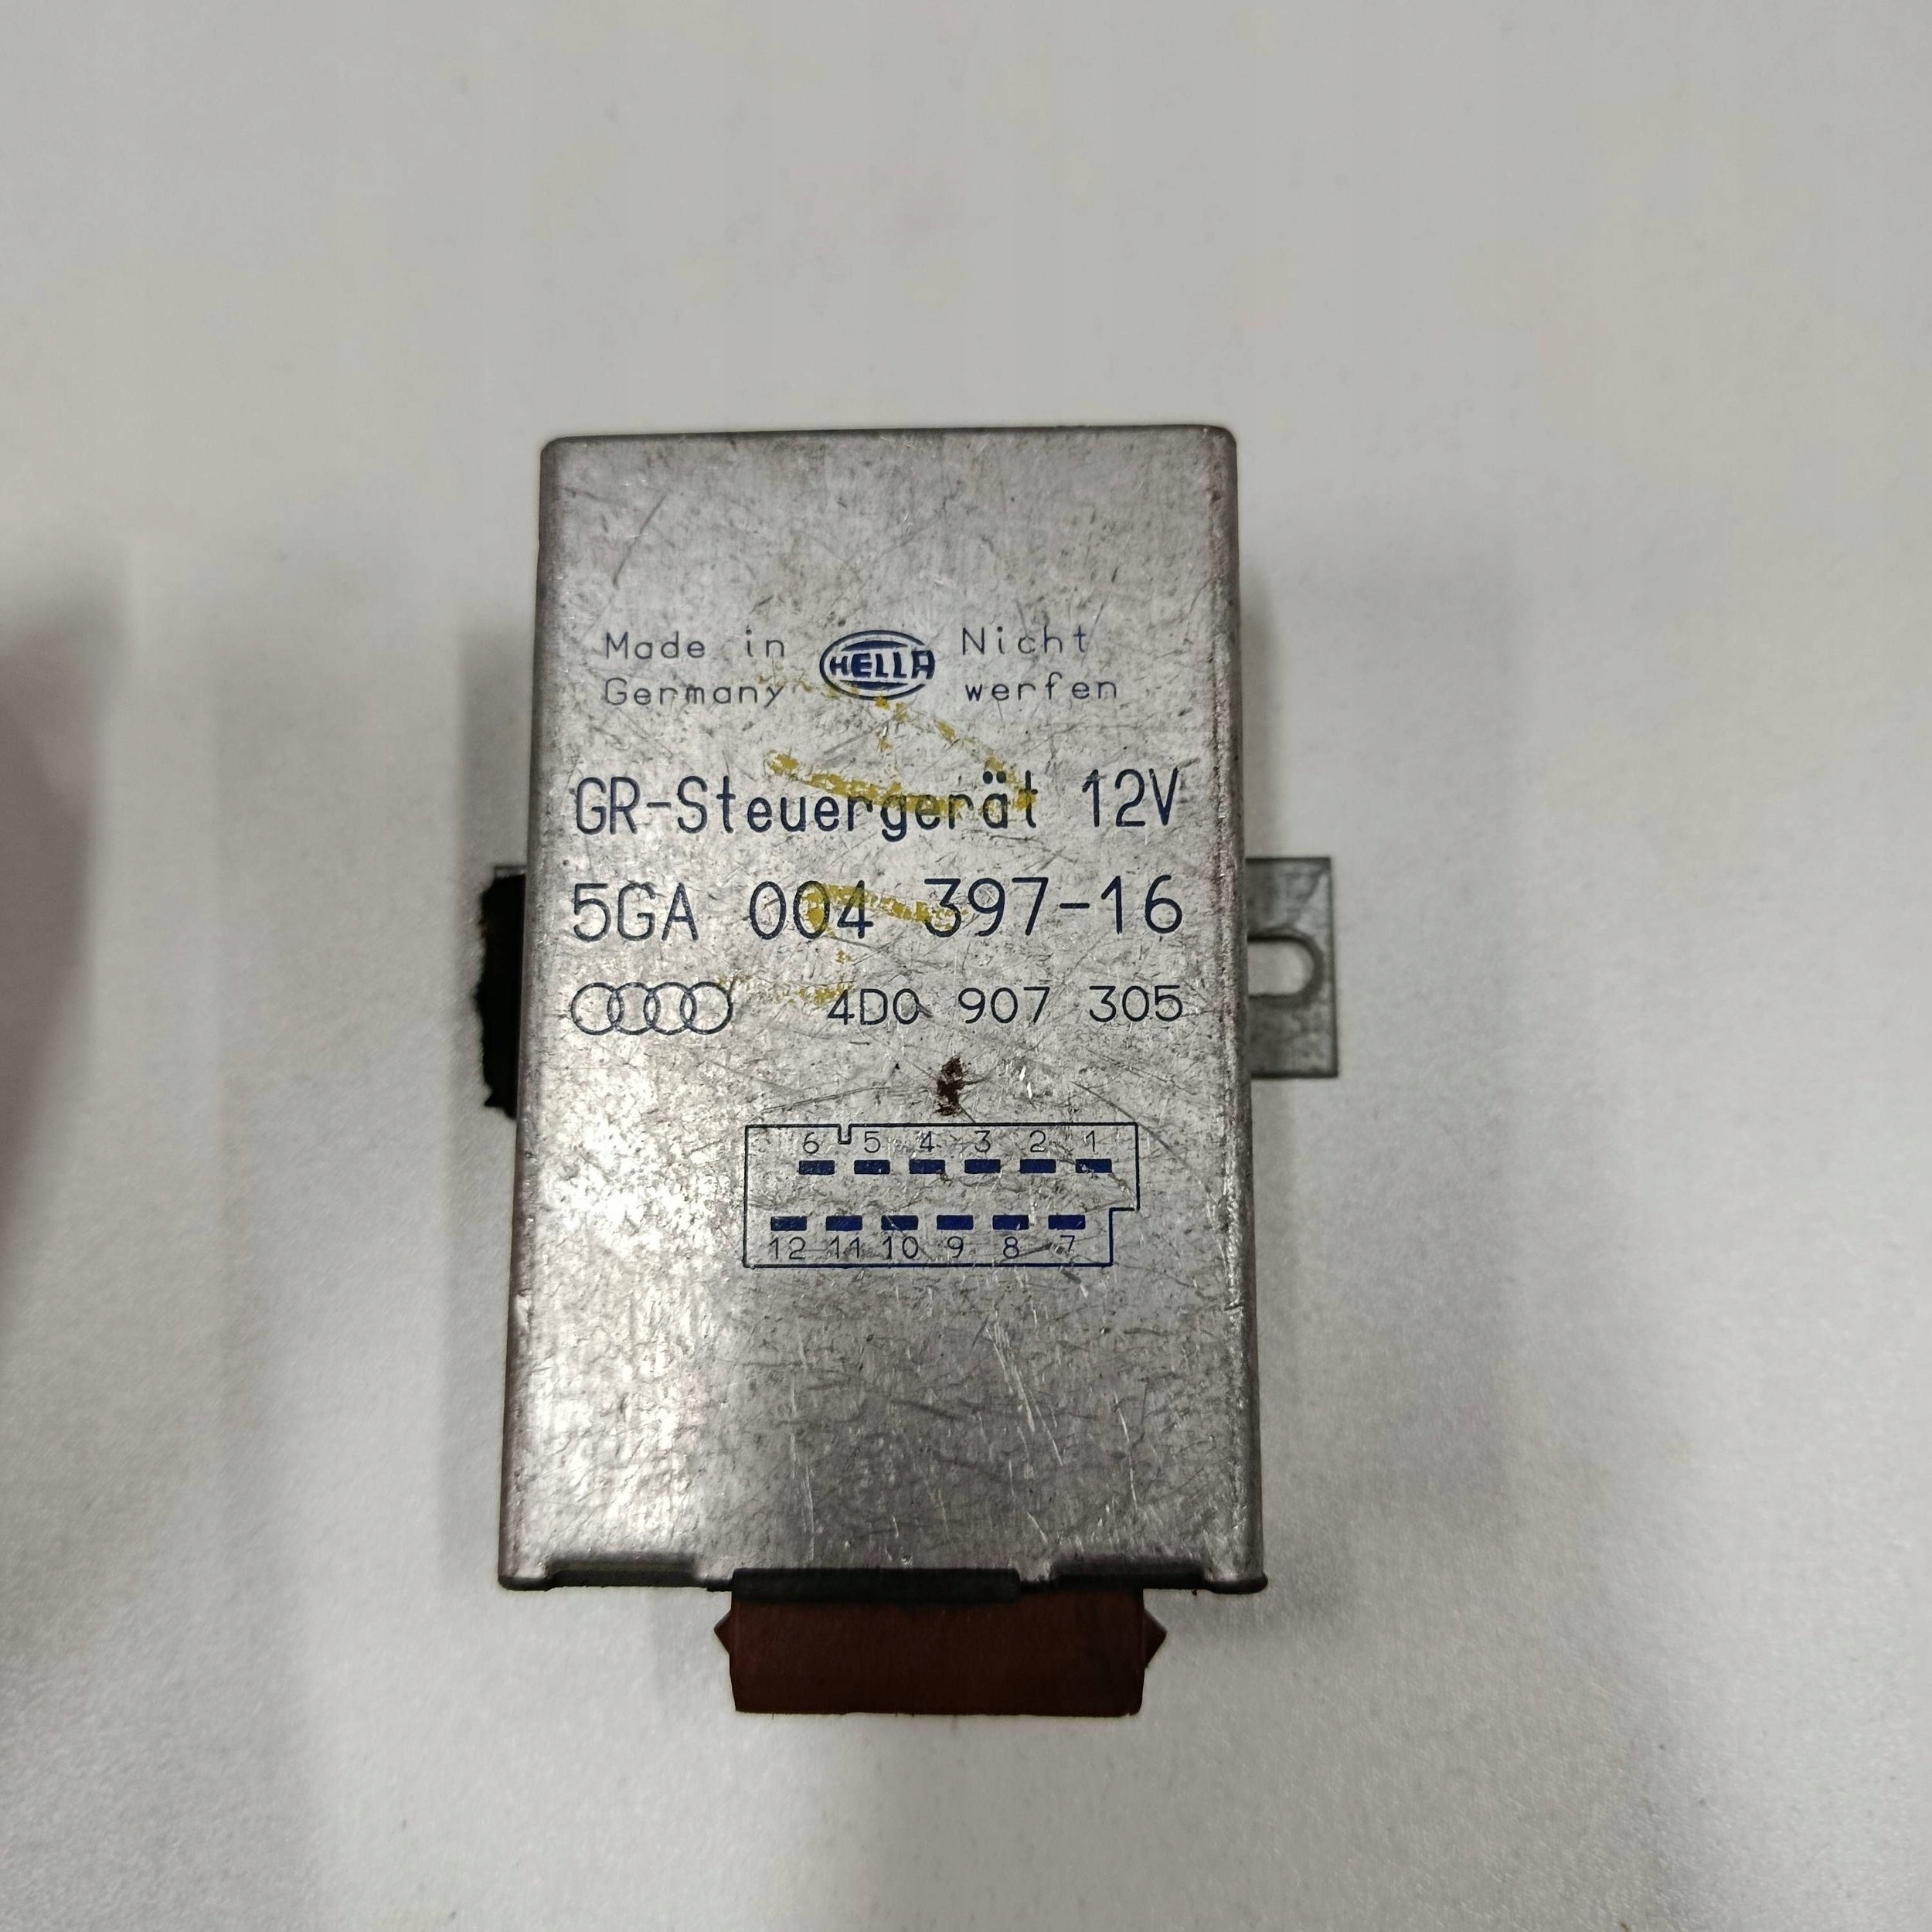 Made in HELLA Nicht
Germany werfen
GR-Steuergerät 12V
5GA 004 397-16
4D0 907 305
6 5 4 3 2 1
12 11 10 9 8 7